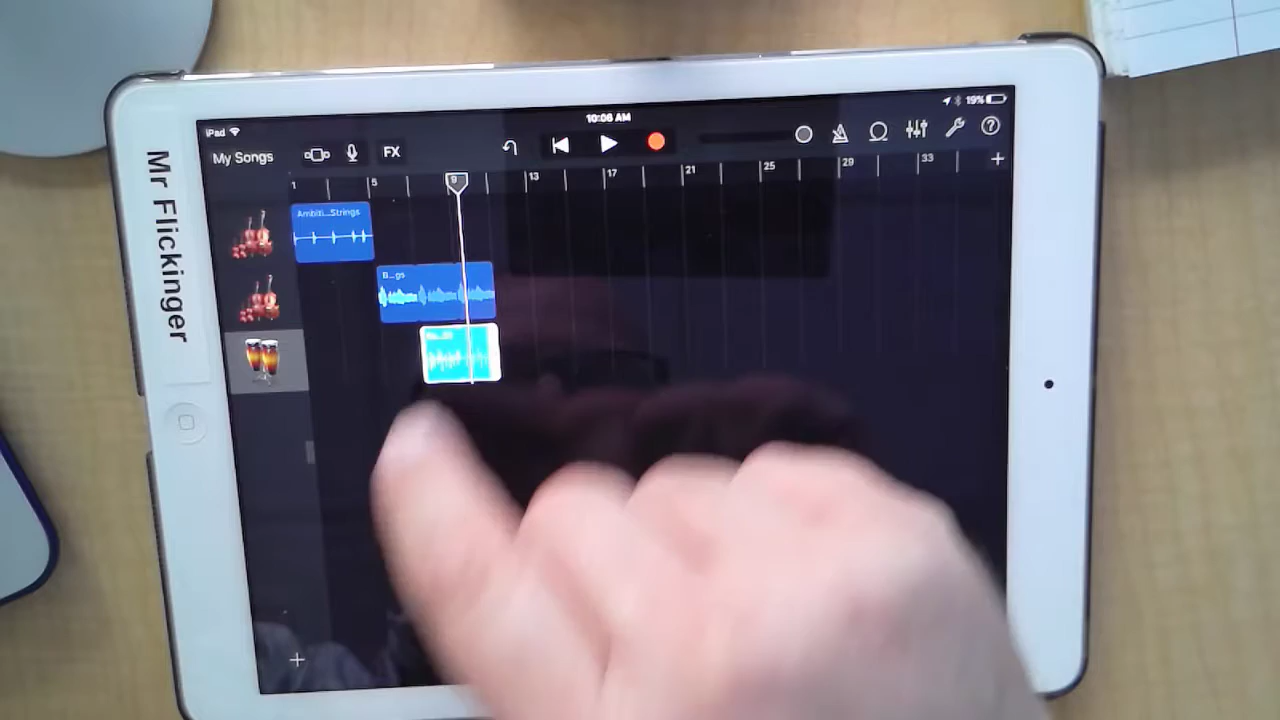 Mr Flickinger
iPad
10:06 AM
19%
My Songs
FX
1
5
9
13
17
21
25
29
33
Ambiti...Strings
B...gs